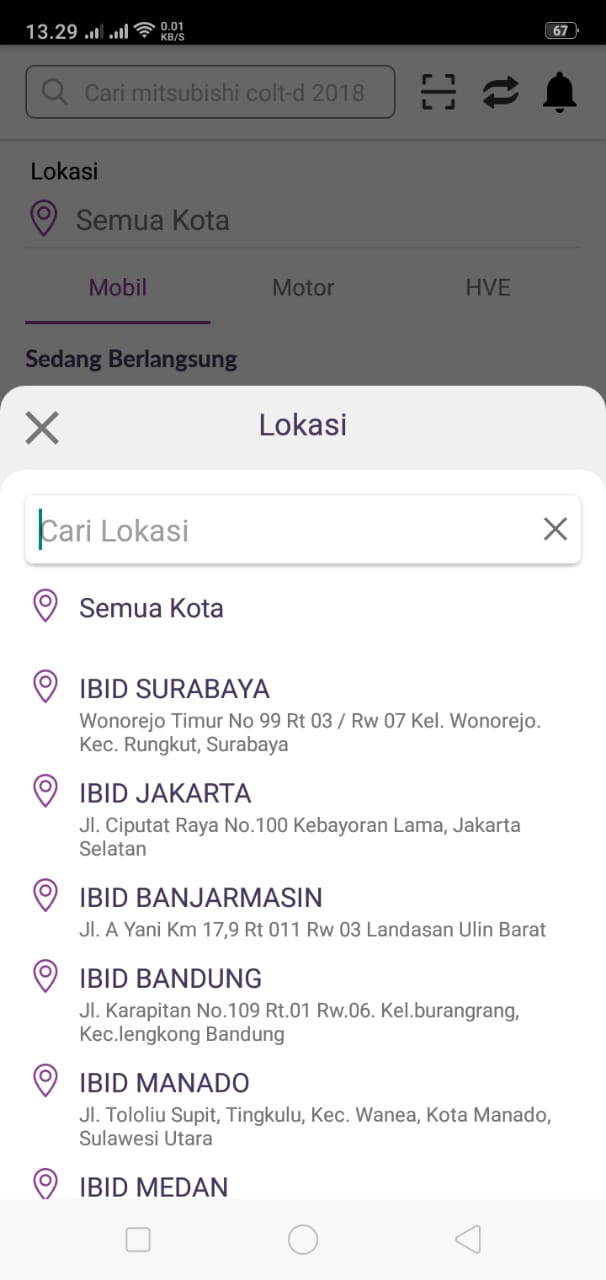 13.29
0.01
KB/S
67
Cari mitsubishi colt-d 2018
Lokasi
Semua Kota
Mobil Motor HVE
Sedang Berlangsung
Lokasi
Cari Lokasi
Semua Kota
IBID SURABAYA
Wonorejo Timur No 99 Rt 03 / Rw 07 Kel. Wonorejo.
Kec. Rungkut, Surabaya
IBID JAKARTA
Jl. Ciputat Raya No.100 Kebayoran Lama, Jakarta
Selatan
IBID BANJARMASIN
Jl. A Yani Km 17,9 Rt 011 Rw 03 Landasan Ulin Barat
IBID BANDUNG
Jl. Karapitan No.109 Rt.01 Rw.06. Kel.burangrang,
Kec.lengkong Bandung
IBID MANADO
Jl. Tololiu Supit, Tingkulu, Kec. Wanea, Kota Manado,
Sulawesi Utara
IBID MEDAN